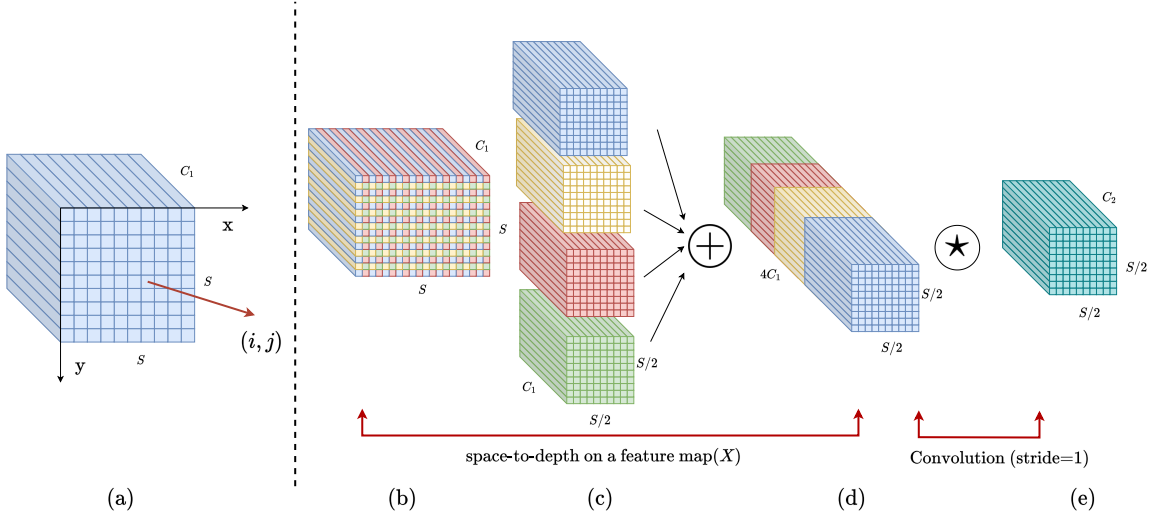 C₁
x
S
(i, j)
S
y
(a)
C₁
S
S
(b)
C₁
S/2
S/2
(c)
4C₁
S/2
S/2
(d)
C₂
S/2
S/2
(e)
space-to-depth on a feature map(X)
Convolution (stride=1)